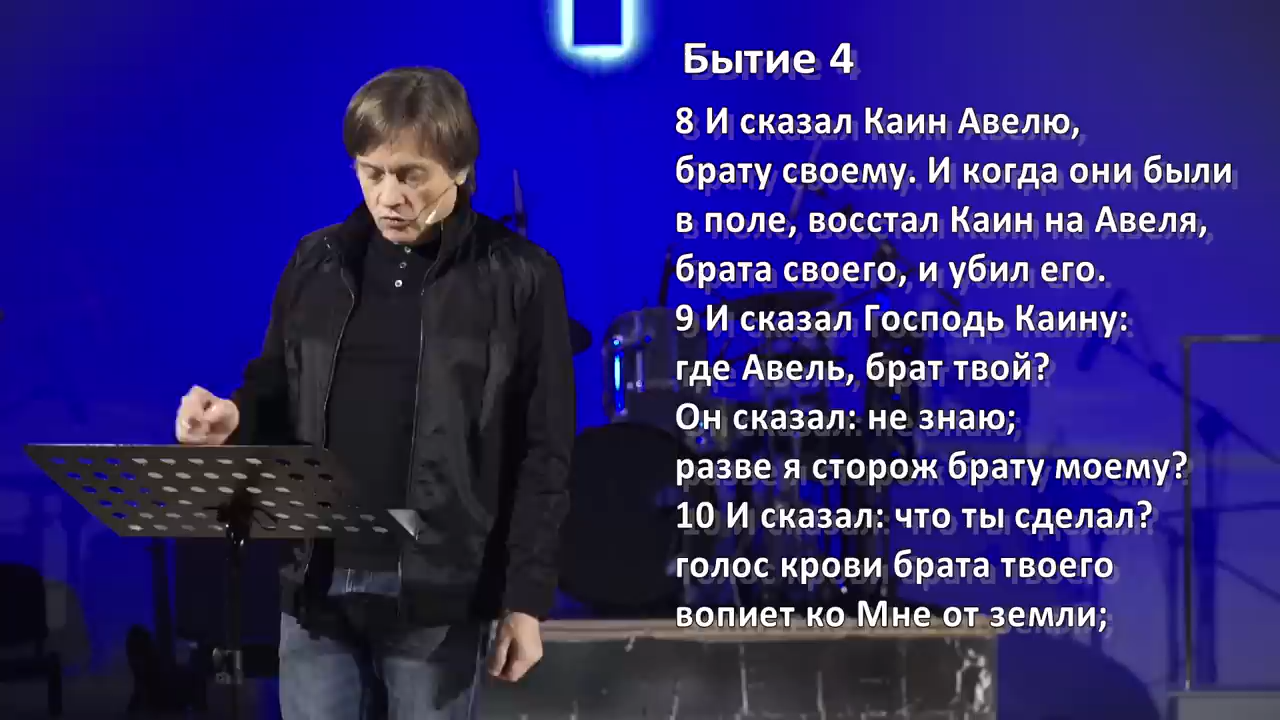 Бытие 4
8 И сказал Каин Авелю,
брату своему. И когда они были
в поле, восстал Каин на Авеля,
брата своего, и убил его.
9 И сказал Господь Каину:
где Авель, брат твой?
Он сказал: не знаю;
разве я сторож брату моему?
10 И сказал: что ты сделал?
голос крови брата твоего
вопиет ко Мне от земли;